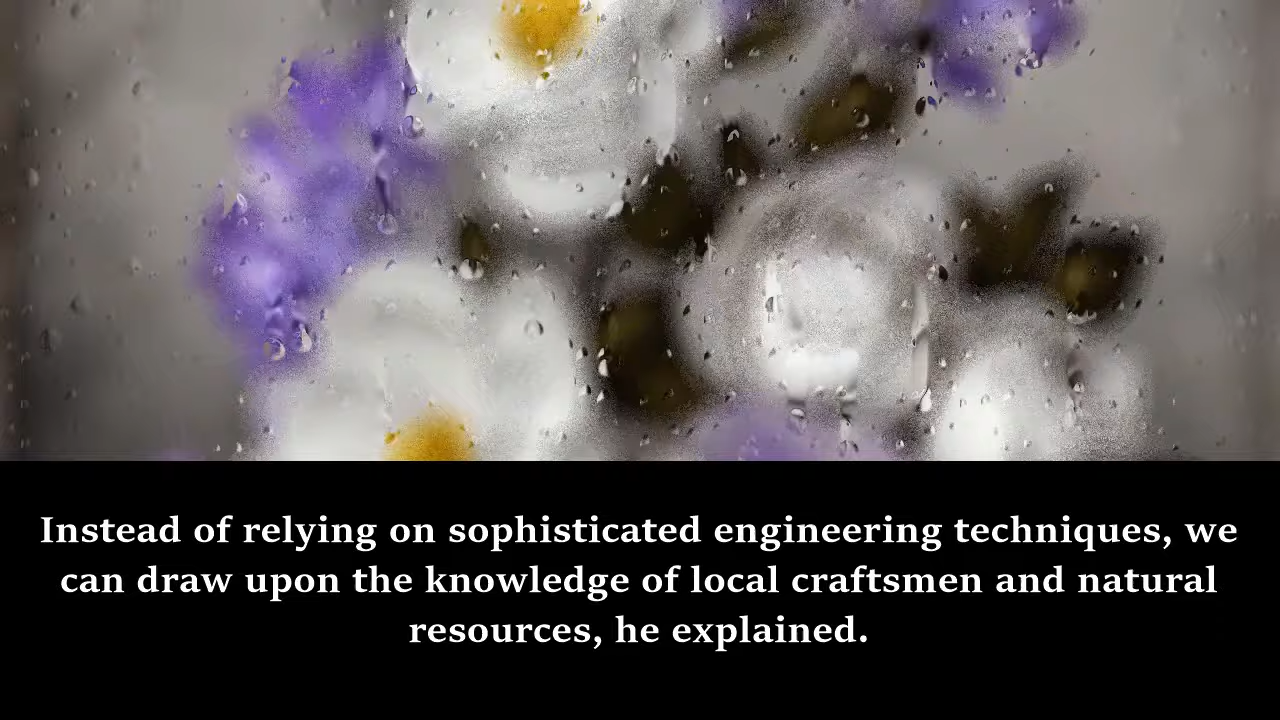 Instead of relying on sophisticated engineering techniques, we
can draw upon the knowledge of local craftsmen and natural
resources, he explained.